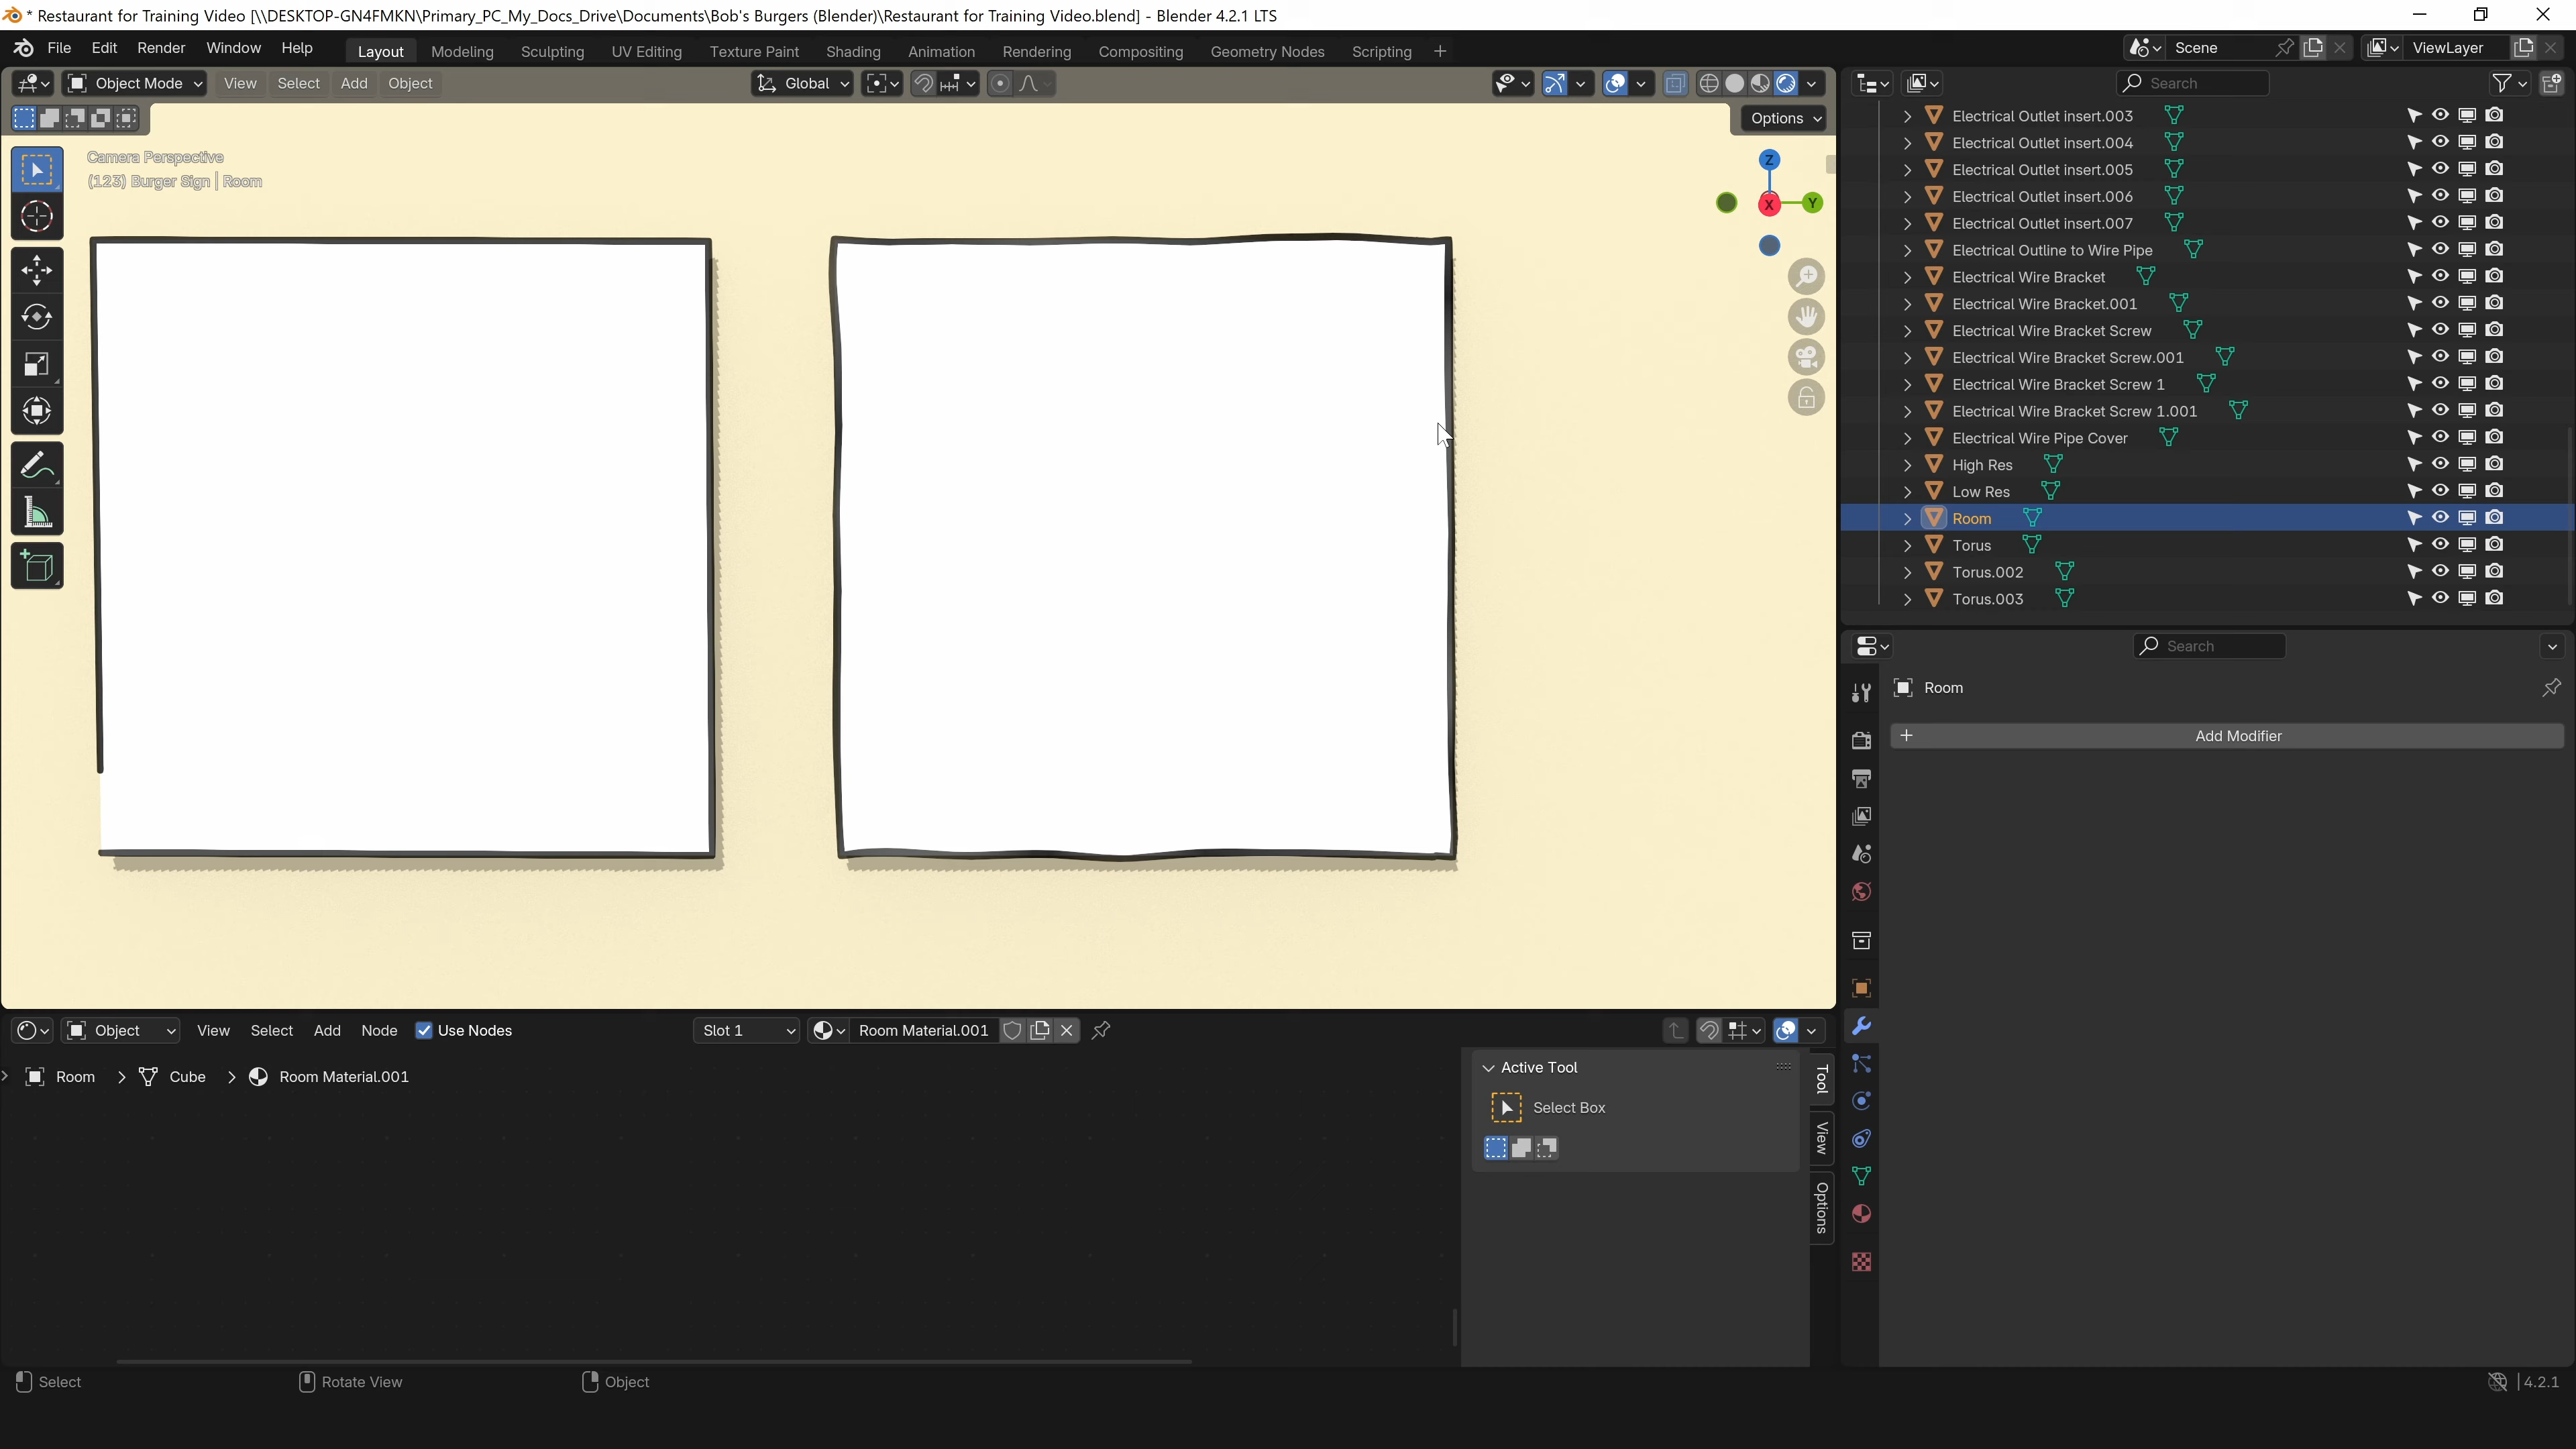 * Restaurant for Training Video [\\DESKTOP-GN4FMKN\Primary_PC_My_Docs_Drive\Documents\Bob's Burgers (Blender)\Restaurant for Training Video.blend] - Blender 4.2.1 LTS
File Edit Render Window Help Layout Modeling Sculpting UV Editing Texture Paint Shading Animation Rendering Compositing Geometry Nodes Scripting + Scene ViewLayer
Object Mode View Select Add Object Global Search
Options
Camera Perspective
(123) Burger Sign | Room
Z
X
Y
Electrical Outlet insert.003
Electrical Outlet insert.004
Electrical Outlet insert.005
Electrical Outlet insert.006
Electrical Outlet insert.007
Electrical Outline to Wire Pipe
Electrical Wire Bracket
Electrical Wire Bracket.001
Electrical Wire Bracket Screw
Electrical Wire Bracket Screw.001
Electrical Wire Bracket Screw 1
Electrical Wire Bracket Screw 1.001
Electrical Wire Pipe Cover
High Res
Low Res
Room
Torus
Torus.002
Torus.003
Search
Room
+ Add Modifier
Object View Select Add Node Use Nodes Slot 1 Room Material.001
Room > Cube > Room Material.001
Active Tool
Select Box
Tool
View
Options
Select Rotate View Object 4.2.1